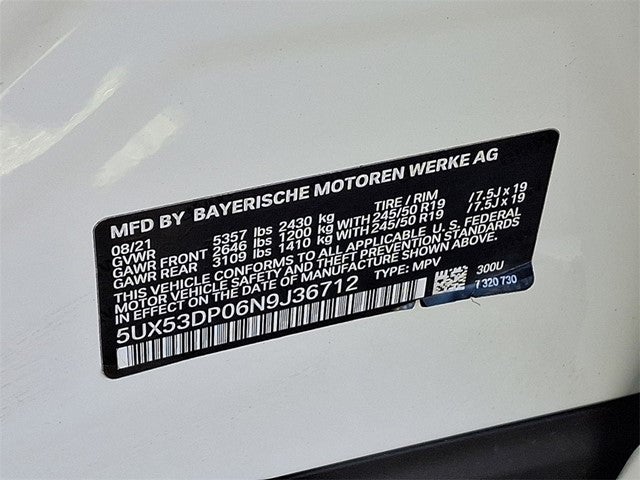 MFD BY BAYERISCHE MOTOREN WERKE AG
08/21 TIRE / RIM
GVWR 5357 lbs 2430 kg
GAWR FRONT 2646 lbs 1200 kg WITH 245/50 R19 / 7.5J x 19
GAWR REAR 3109 lbs 1410 kg WITH 245/50 R19 / 7.5J x 19
THIS VEHICLE CONFORMS TO ALL APPLICABLE U. S. FEDERAL
MOTOR VEHICLE SAFETY AND THEFT PREVENTION STANDARDS
IN EFFECT ON THE DATE OF MANUFACTURE SHOWN ABOVE.
5UX53DP06N9J36712 TYPE: MPV 300U
7 320 730